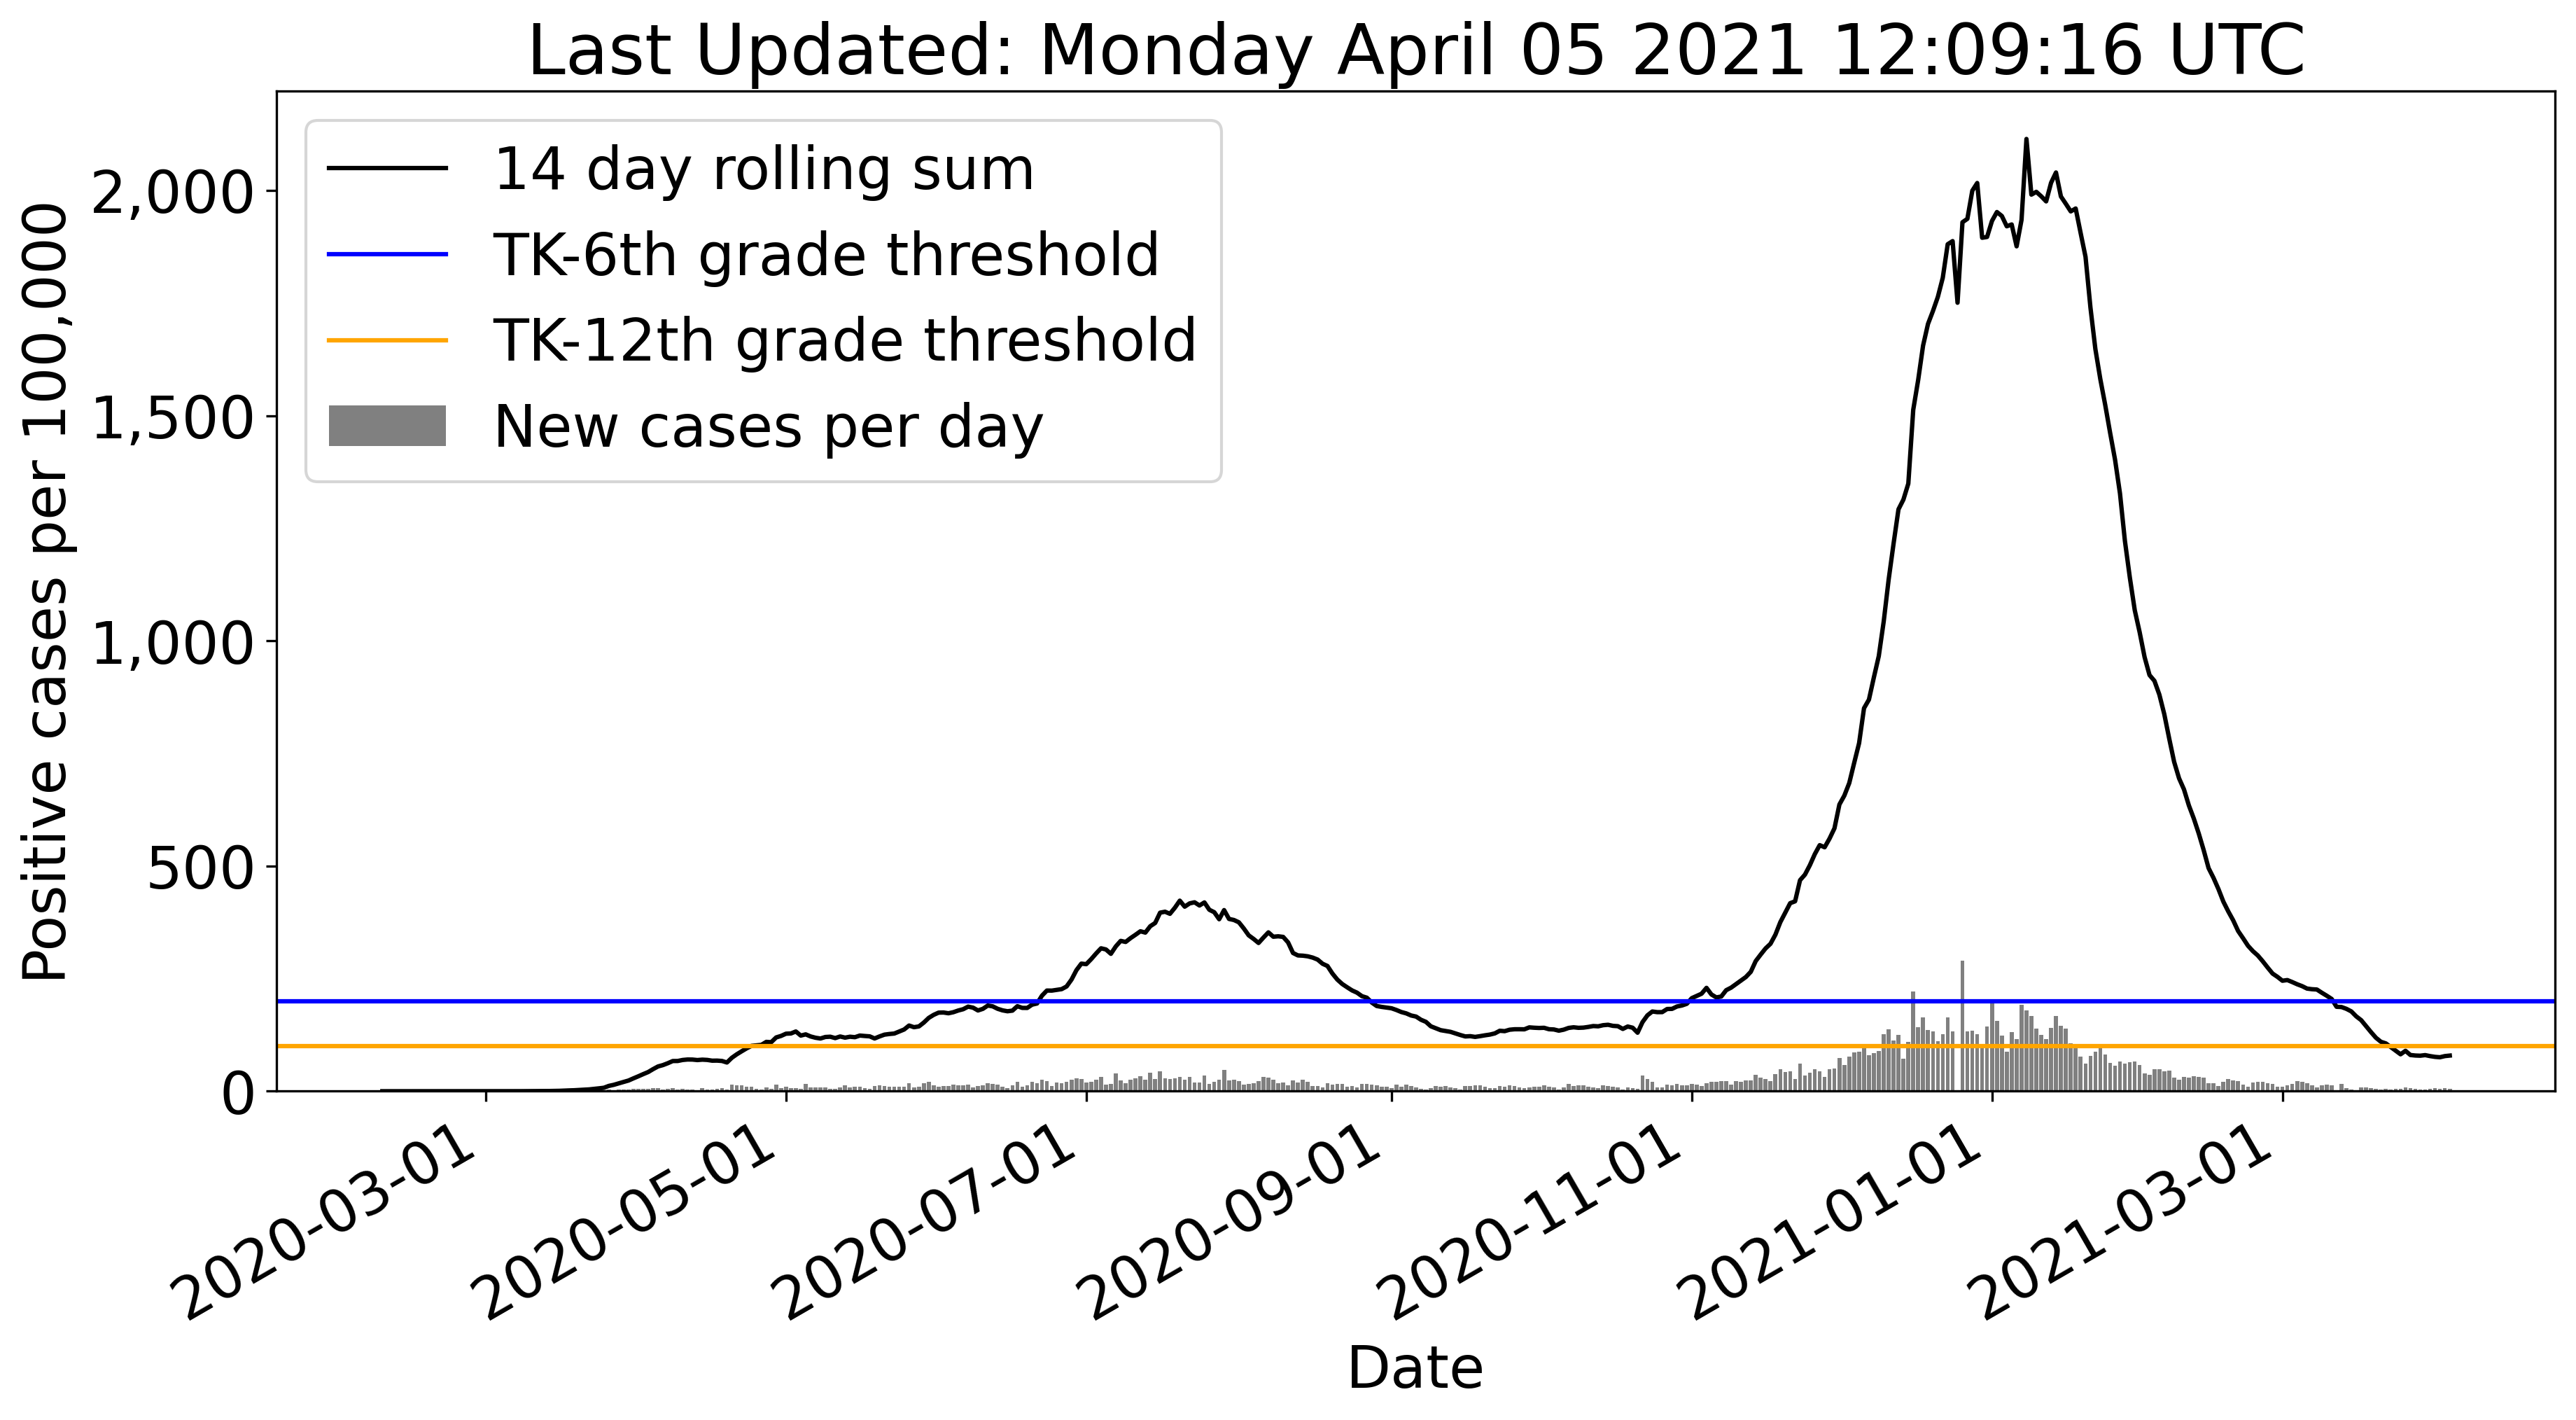 Last Updated: Monday April 05 2021 12:09:16 UTC
14 day rolling sum
TK-6th grade threshold
TK-12th grade threshold
New cases per day
Positive cases per 100,000
2,000
1,500
1,000
500
0
2020-03-01
2020-05-01
2020-07-01
2020-09-01
2020-11-01
2021-01-01
2021-03-01
Date